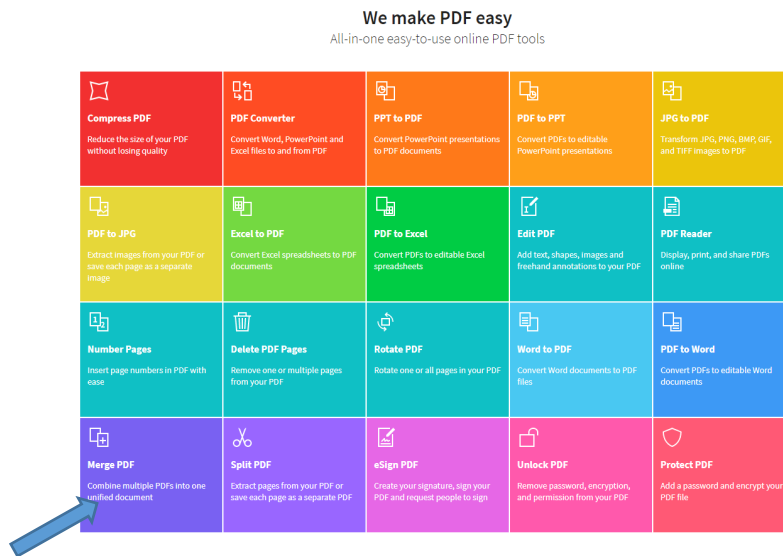 We make PDF easy
All-in-one easy-to-use online PDF tools
Compress PDF
Reduce the size of your PDF
without losing quality
PDF Converter
Convert Word, PowerPoint and
Excel files to and from PDF
PPT to PDF
Convert PowerPoint presentations
to PDF documents
PDF to PPT
Convert PDFs to editable
PowerPoint presentations
JPG to PDF
Transform JPG, PNG, BMP, GIF,
and TIFF images to PDF
PDF to JPG
Extract images from your PDF or
save each page as a separate
image
Excel to PDF
Convert Excel spreadsheets to PDF
documents
PDF to Excel
Convert PDFs to editable Excel
spreadsheets
Edit PDF
Add text, shapes, images and
freehand annotations to your PDF
PDF Reader
Display, print, and share PDFs
online
1
2
Number Pages
Insert page numbers in PDF with
ease
Delete PDF Pages
Remove one or multiple pages
from your PDF
Rotate PDF
Rotate one or all pages in your PDF
Word to PDF
Convert Word documents to PDF
files
PDF to Word
Convert PDFs to editable Word
documents
Merge PDF
Combine multiple PDFs into one
unified document
Split PDF
Extract pages from your PDF or
save each page as a separate PDF
eSign PDF
Create your signature, sign your
PDF and request people to sign
Unlock PDF
Remove password, encryption,
and permission from your PDF
Protect PDF
Add a password and encrypt your
PDF file